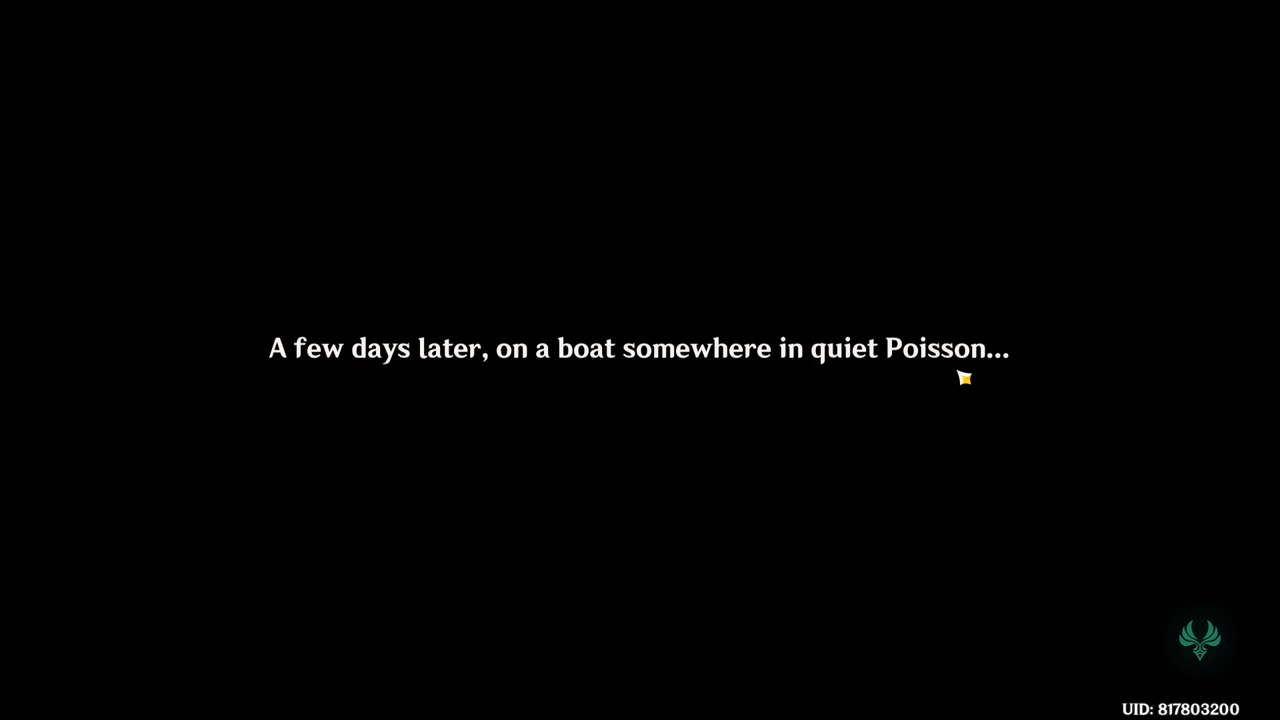 A few days later, on a boat somewhere in quiet Poisson...
UID: 817803200